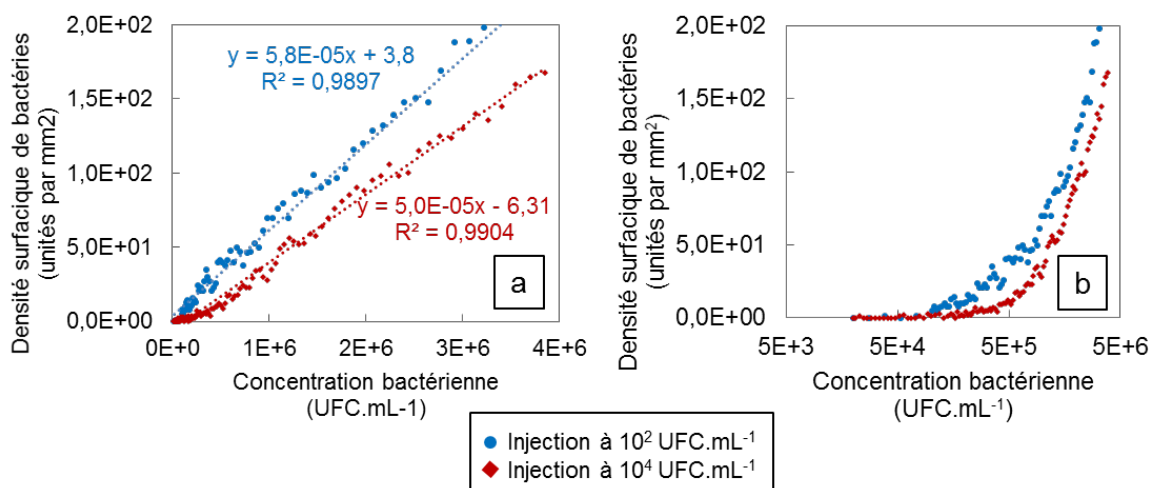 Densité surfacique de bactéries
(unités par mm2)
2,0E+02
1,5E+02
1,0E+02
5,0E+01
0,0E+00
y = 5,8E-05x + 3,8
R² = 0,9897
y = 5,0E-05x - 6,31
R² = 0,9904
a
0E+0
1E+6
2E+6
3E+6
4E+6
Concentration bactérienne
(UFC.mL-1)
Densité surfacique de bactéries
(unités par mm²)
2,0E+02
1,5E+02
1,0E+02
5,0E+01
0,0E+00
b
5E+3
5E+4
5E+5
5E+6
Concentration bactérienne
(UFC.mL⁻¹)
Injection à 10² UFC.mL⁻¹
Injection à 10⁴ UFC.mL⁻¹